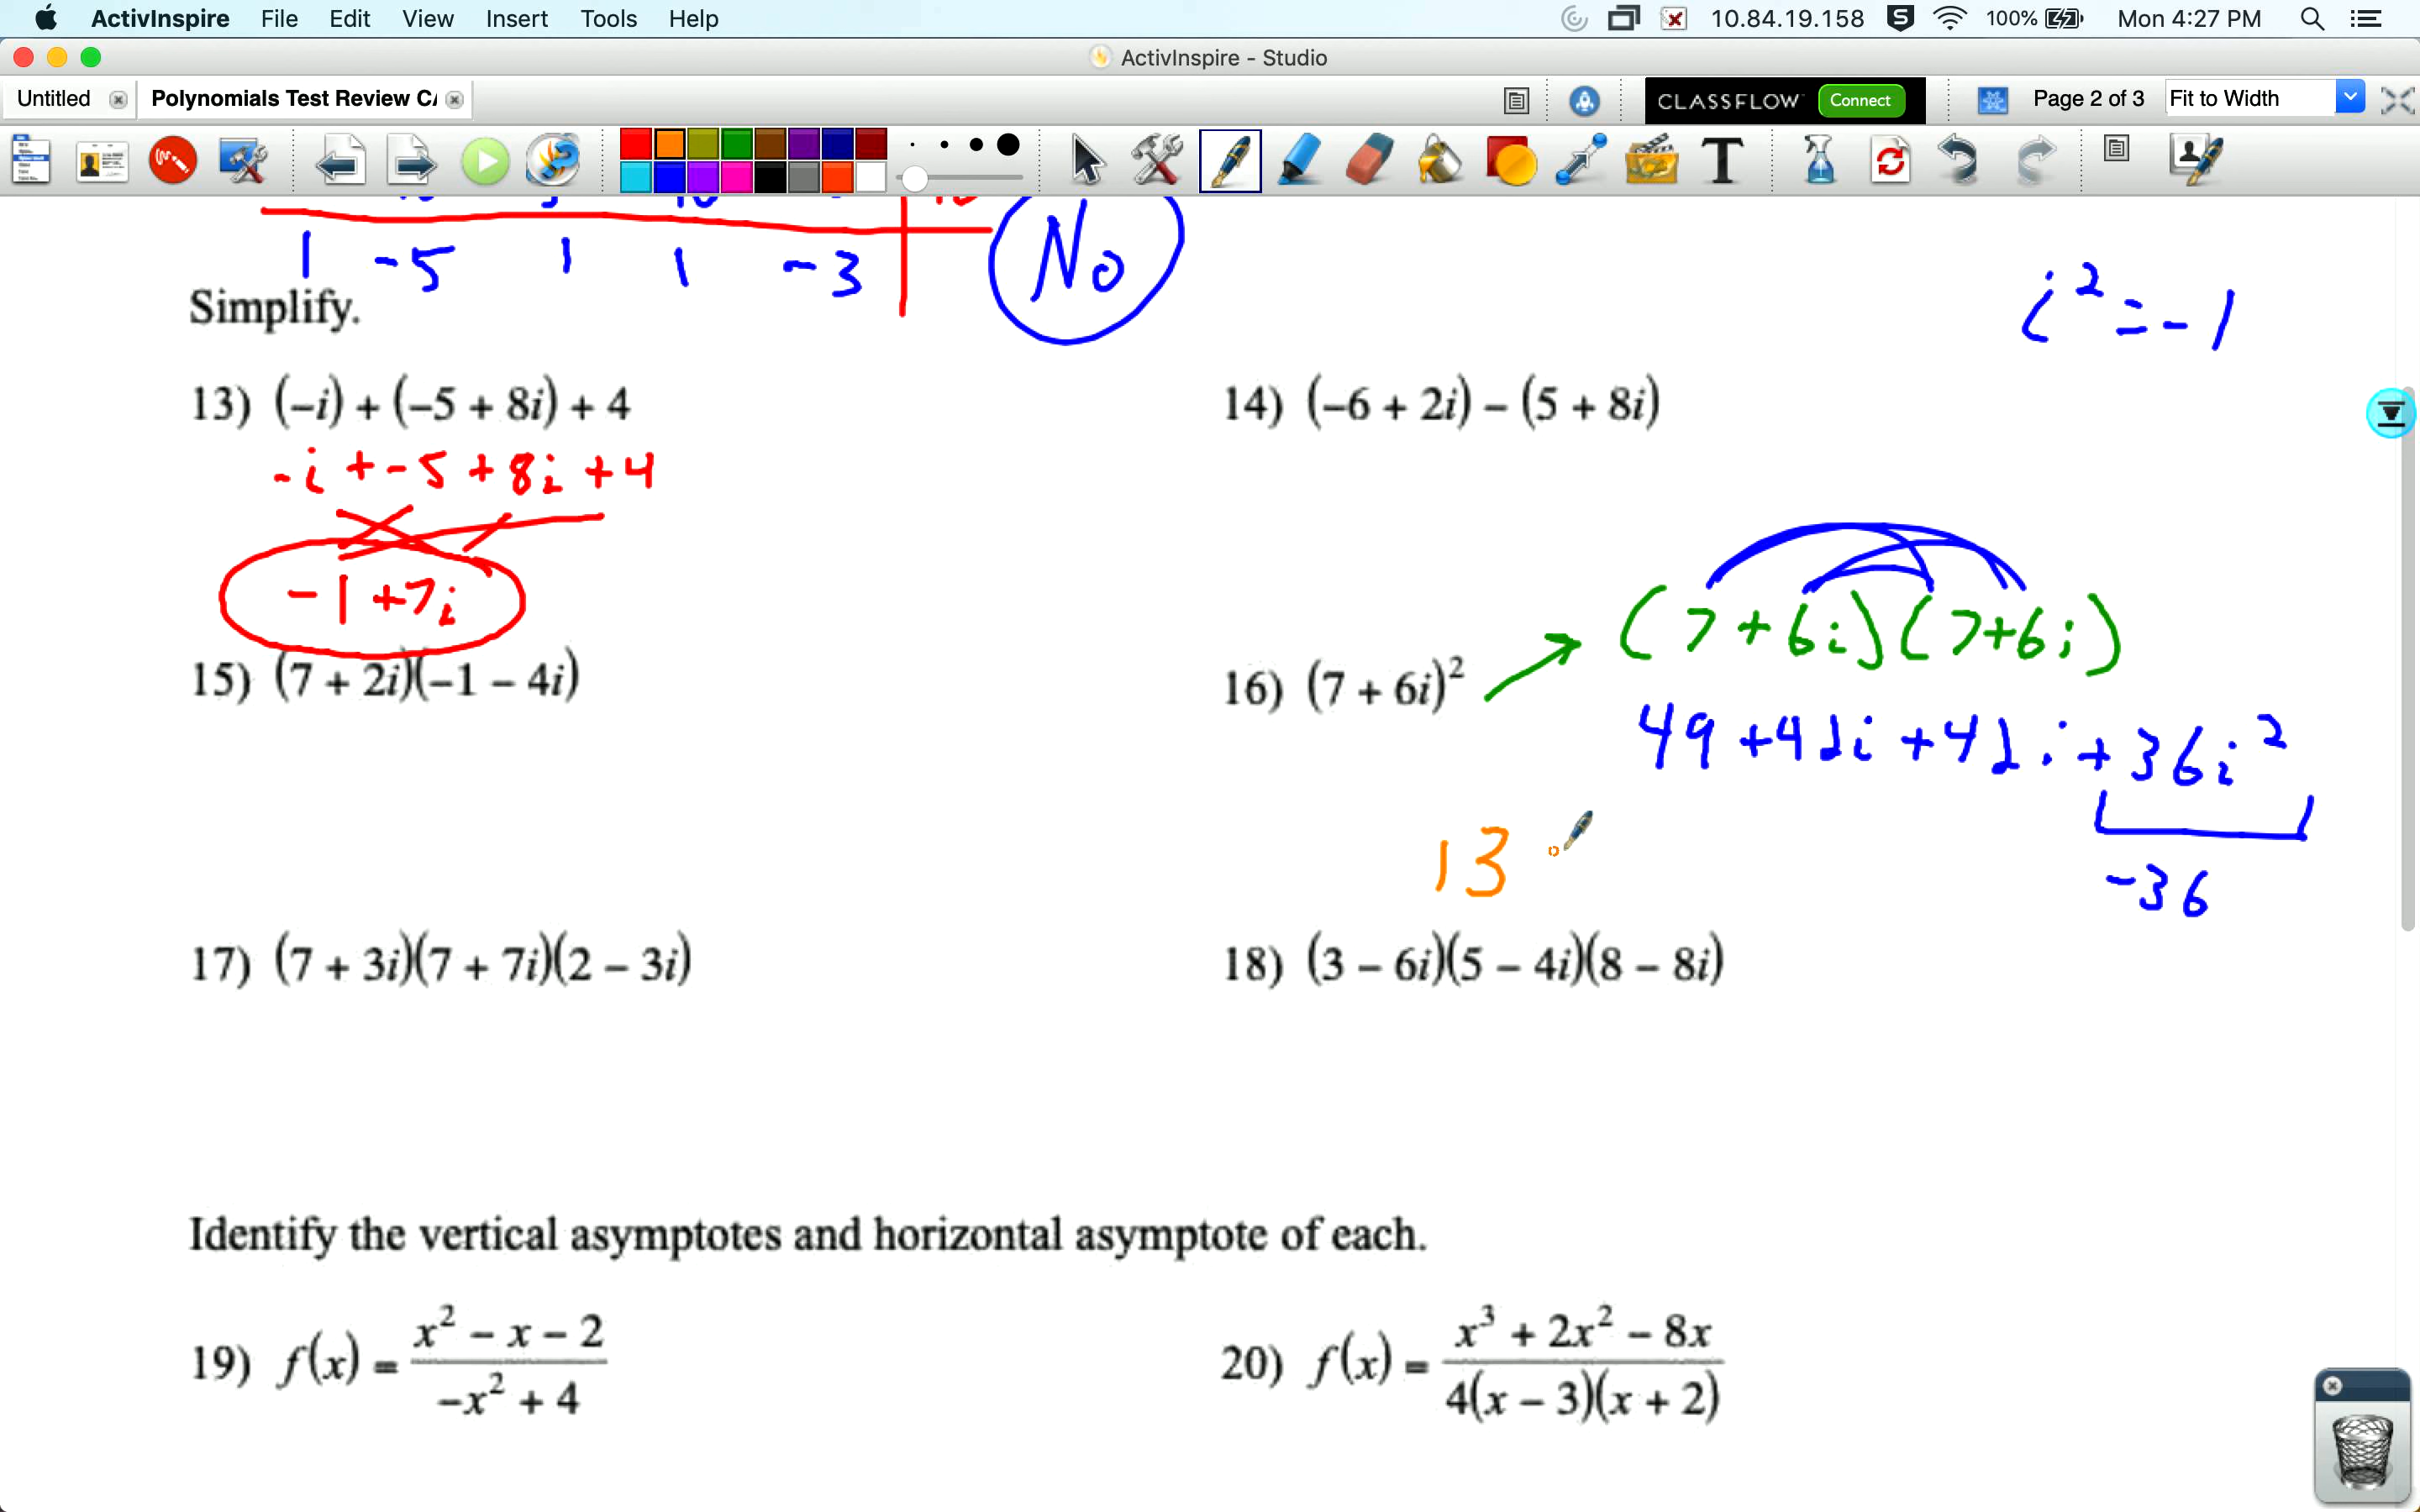 ActivInspire File Edit View Insert Tools Help 10.84.19.158 100% Mon 4:27 PM
ActivInspire - Studio
Untitled Polynomials Test Review CLASSFLOW Connect Page 2 of 3 Fit to Width
T
1 -5 1 1 -3 No
Simplify.
i² = -1
13) (–i) + (–5 + 8i) + 4
-i + -5 + 8i + 4
-1 + 7i
14) (–6 + 2i) – (5 + 8i)
15) (7 + 2i)(–1 – 4i)
16) (7 + 6i)²
(7 + 6i)(7+6i)
49 + 42i + 42i + 36i²
-36
13
17) (7 + 3i)(7 + 7i)(2 – 3i)
18) (3 – 6i)(5 – 4i)(8 – 8i)
Identify the vertical asymptotes and horizontal asymptote of each.
19) f(x) = (x² – x – 2) / (–x² + 4)
20) f(x) = (x³ + 2x² – 8x) / (4(x – 3)(x + 2))